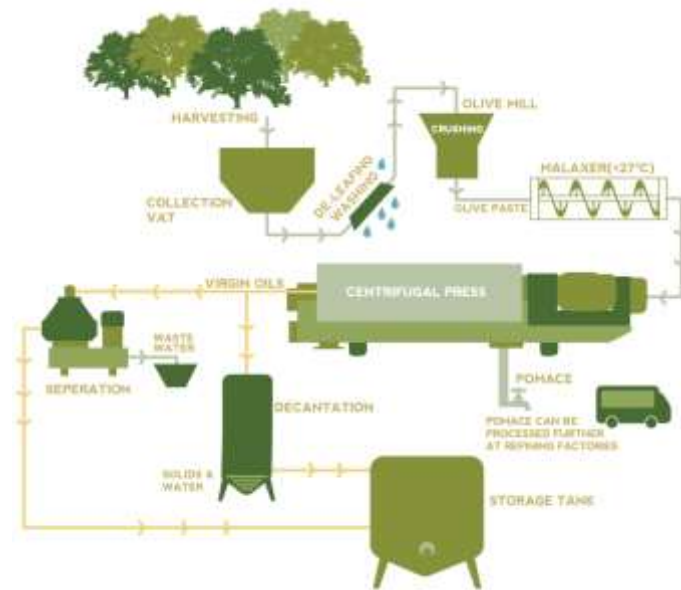 HARVESTING
COLLECTION
VAT
DE-LEAFING
WASHING
OLIVE MILL
CRUSHING
OLIVE PASTE
MALAXER(<27°C)
CENTRIFUGAL PRESS
VIRGIN OILS
WASTE
WATER
SEPERATION
DECANTATION
SOLIDS &
WATER
POMACE
POMACE CAN BE
PROCESSED FURTHER
AT REFINING FACTORIES
STORAGE TANK